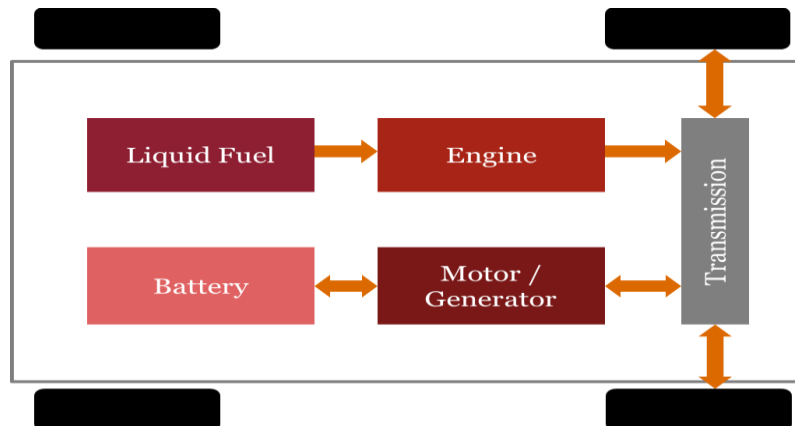 Liquid Fuel
Engine
Transmission
Battery
Motor /
Generator